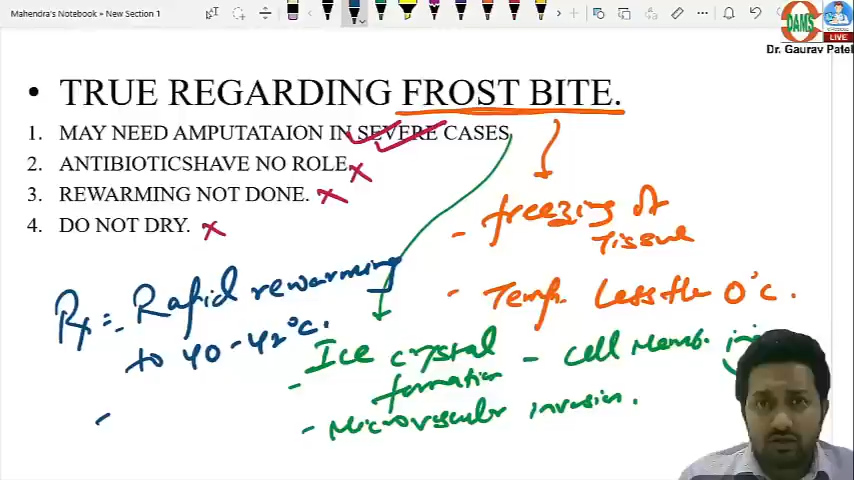 Mahendra's Notebook » New Section 1
DAMS
LIVE
Dr. Gaurav Patel
• TRUE REGARDING FROST BITE.
1. MAY NEED AMPUTATAION IN SEVERE CASES.
2. ANTIBIOTICSHAVE NO ROLE.
3. REWARMING NOT DONE.
4. DO NOT DRY.
- freezing of
Tissue
- Temp. Less than 0°C.
Rx = Rapid rewarming
to 40-42°C.
- Ice crystal
formation
- Cell Memb.
- Microvascular invasion.